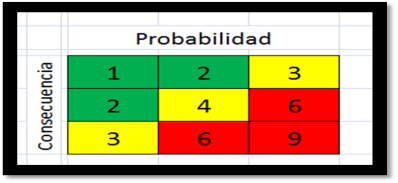 Probabilidad
Consecuencia
1 2 3
2 4 6
3 6 9